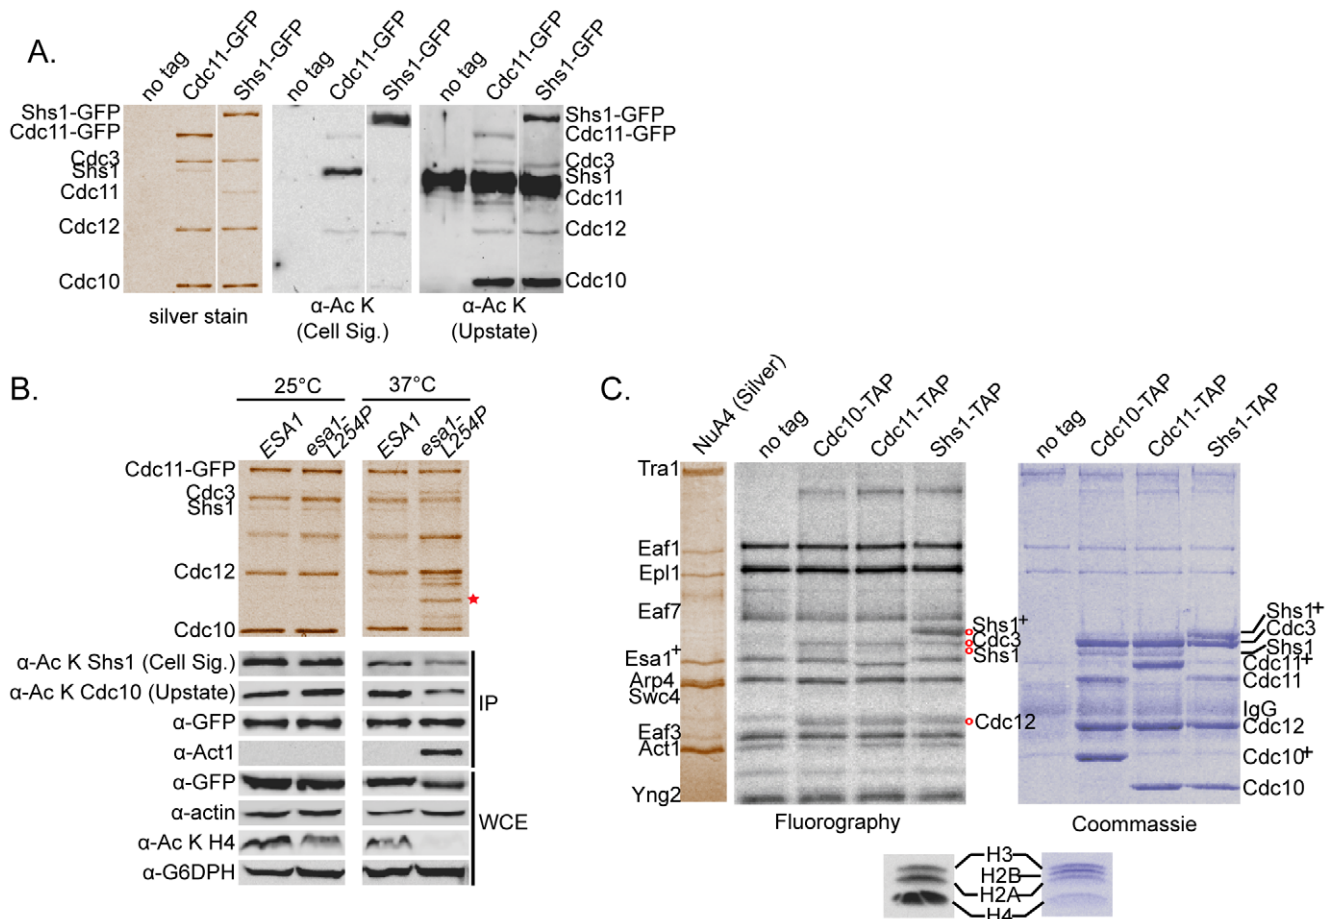 A.
no tag
Cdc11-GFP
Shs1-GFP
no tag
Cdc11-GFP
Shs1-GFP
no tag
Cdc11-GFP
Shs1-GFP
Shs1-GFP
Cdc11-GFP
Cdc3
Shs1
Cdc11
Cdc12
Cdc10
Shs1-GFP
Cdc11-GFP
Cdc3
Shs1
Cdc11
Cdc12
Cdc10
silver stain
α-Ac K
(Cell Sig.)
α-Ac K
(Upstate)
B.
25°C
37°C
ESA1
esa1-
L254P
ESA1
esa1-
L254P
Cdc11-GFP
Cdc3
Shs1
Cdc12
Cdc10
α-Ac K Shs1 (Cell Sig.)
α-Ac K Cdc10 (Upstate)
α-GFP
α-Act1
IP
α-GFP
α-actin
α-Ac K H4
α-G6DPH
WCE
C.
NuA4 (Silver)
no tag
Cdc10-TAP
Cdc11-TAP
Shs1-TAP
no tag
Cdc10-TAP
Cdc11-TAP
Shs1-TAP
Tra1
Eaf1
Epl1
Eaf7
Esa1+
Arp4
Swc4
Eaf3
Act1
Yng2
Shs1+
Cdc3
Shs1
Cdc12
Shs1+
Cdc3
Shs1
Cdc11+
Cdc11
IgG
Cdc12
Cdc10+
Cdc10
Fluorography
Coommassie
H3
H2B
H2A
H4